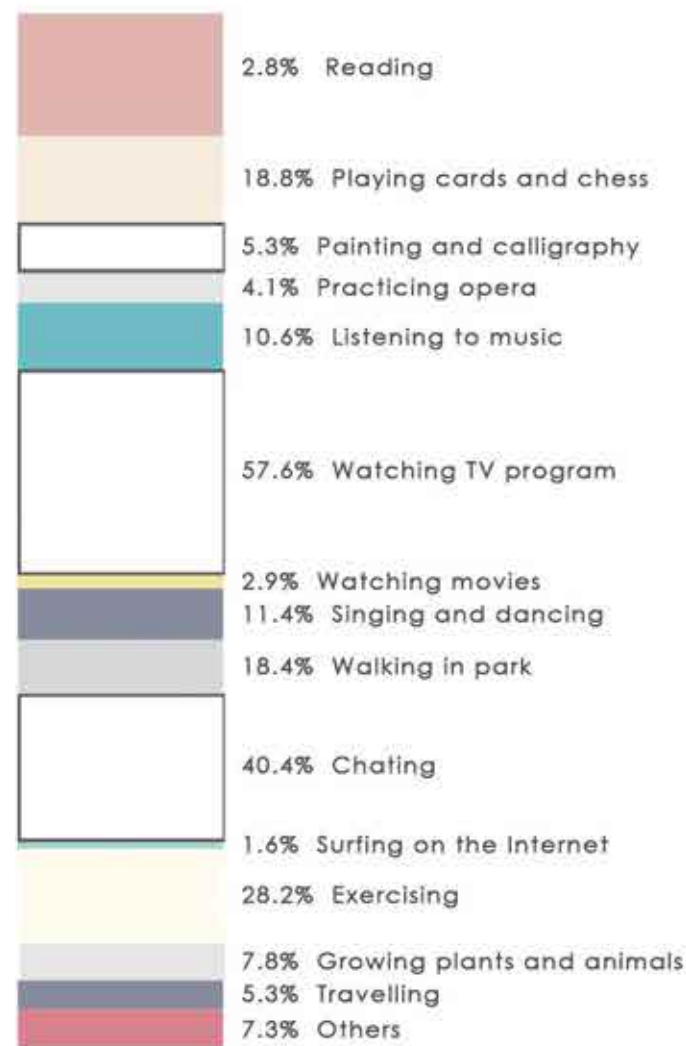 2.8% Reading
18.8% Playing cards and chess
5.3% Painting and calligraphy
4.1% Practicing opera
10.6% Listening to music
57.6% Watching TV program
2.9% Watching movies
11.4% Singing and dancing
18.4% Walking in park
40.4% Chating
1.6% Surfing on the Internet
28.2% Exercising
7.8% Growing plants and animals
5.3% Travelling
7.3% Others